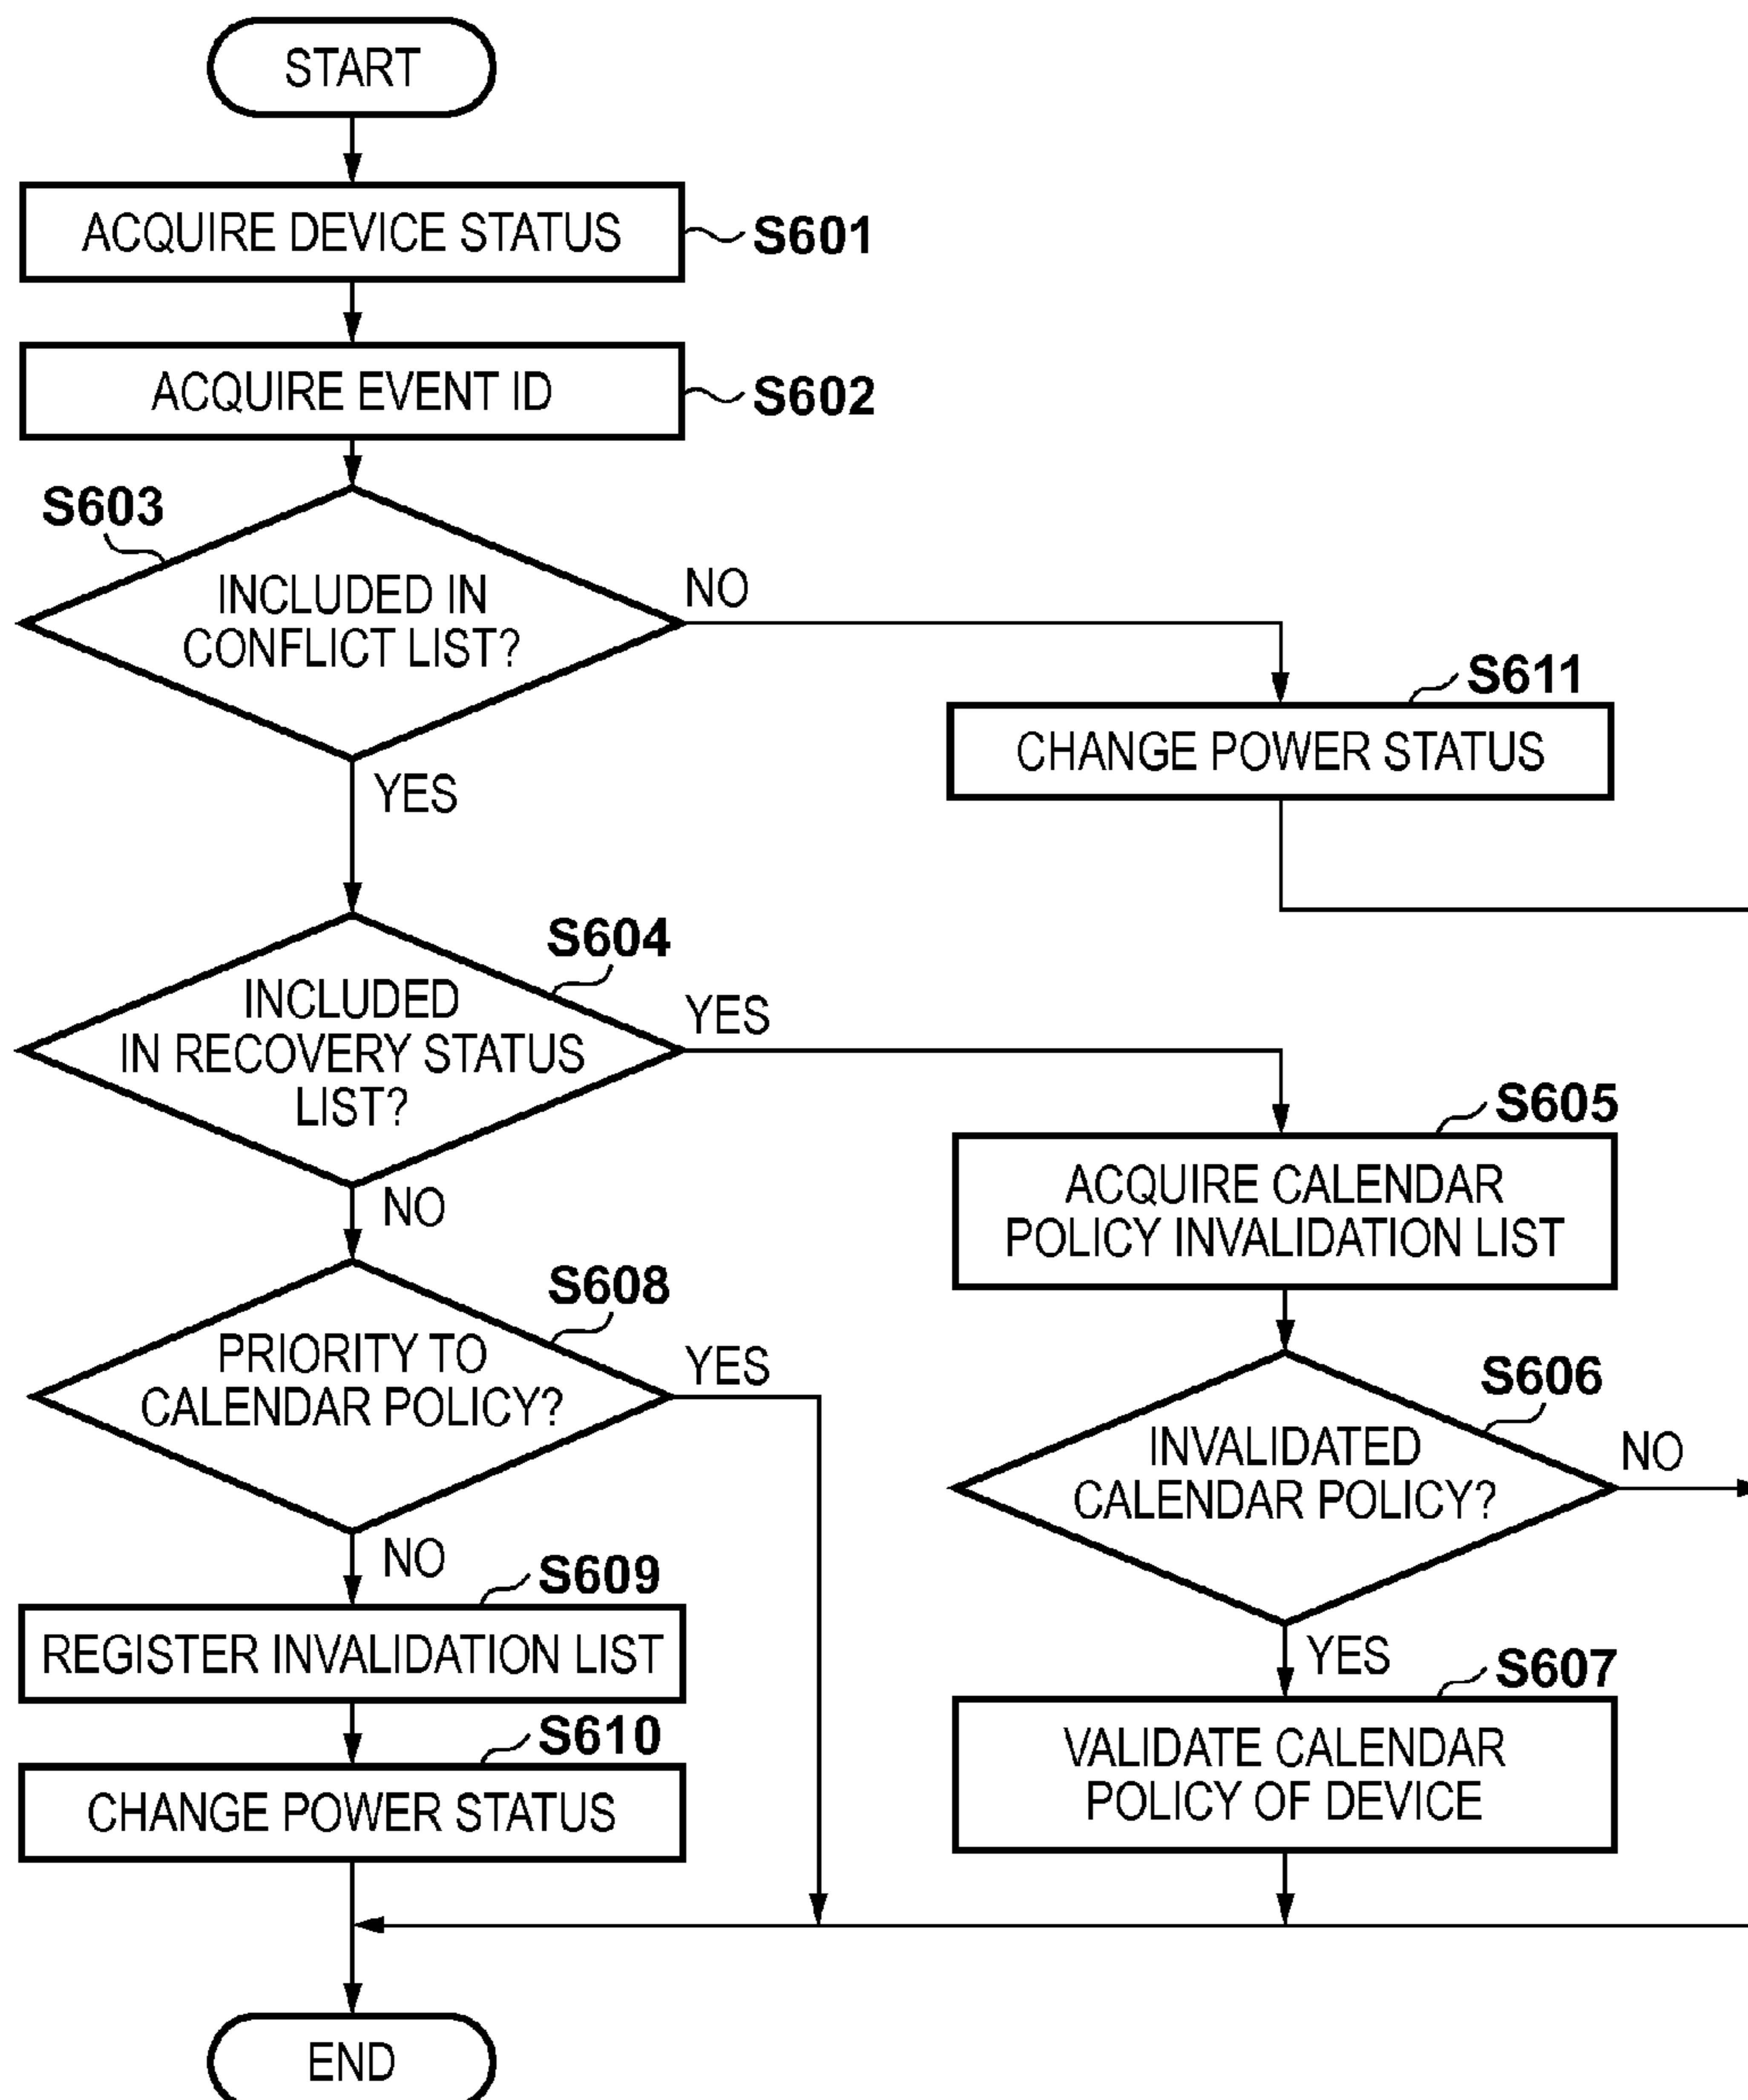 START
ACQUIRE DEVICE STATUS
S601
ACQUIRE EVENT ID
S602
S603
INCLUDED IN
CONFLICT LIST?
NO
YES
S611
CHANGE POWER STATUS
S604
INCLUDED
IN RECOVERY STATUS
LIST?
YES
NO
S605
ACQUIRE CALENDAR
POLICY INVALIDATION LIST
S608
PRIORITY TO
CALENDAR POLICY?
YES
NO
S606
INVALIDATED
CALENDAR POLICY?
NO
YES
S609
REGISTER INVALIDATION LIST
S607
VALIDATE CALENDAR
POLICY OF DEVICE
S610
CHANGE POWER STATUS
END